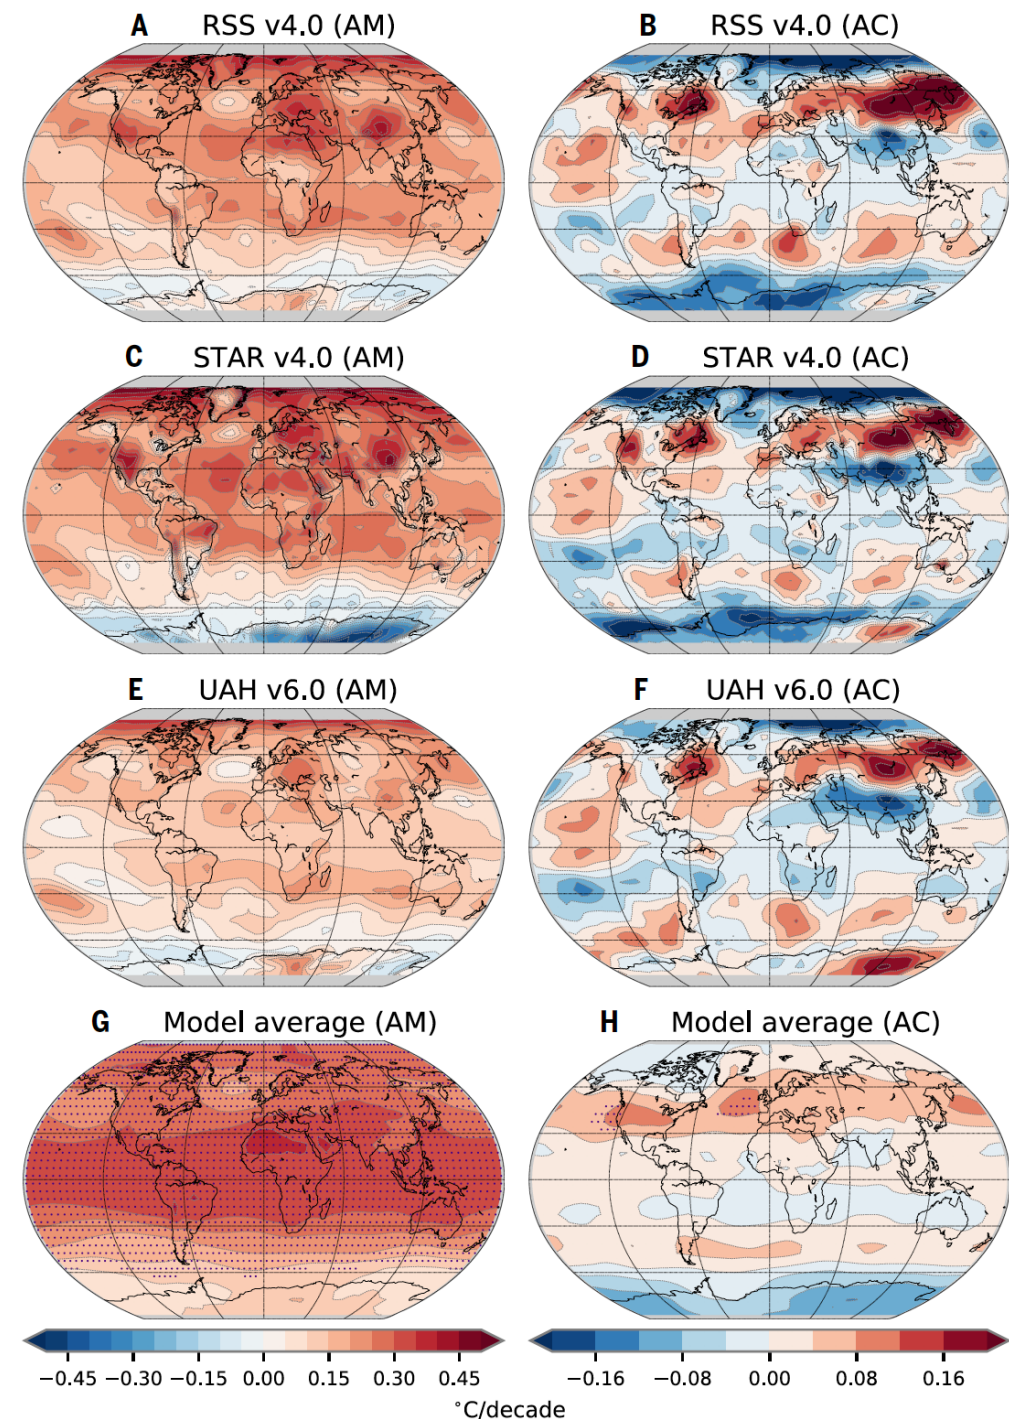 A RSS v4.0 (AM)
B RSS v4.0 (AC)
C STAR v4.0 (AM)
D STAR v4.0 (AC)
E UAH v6.0 (AM)
F UAH v6.0 (AC)
G Model average (AM)
H Model average (AC)
−0.45 −0.30 −0.15 0.00 0.15 0.30 0.45
−0.16 −0.08 0.00 0.08 0.16
°C/decade